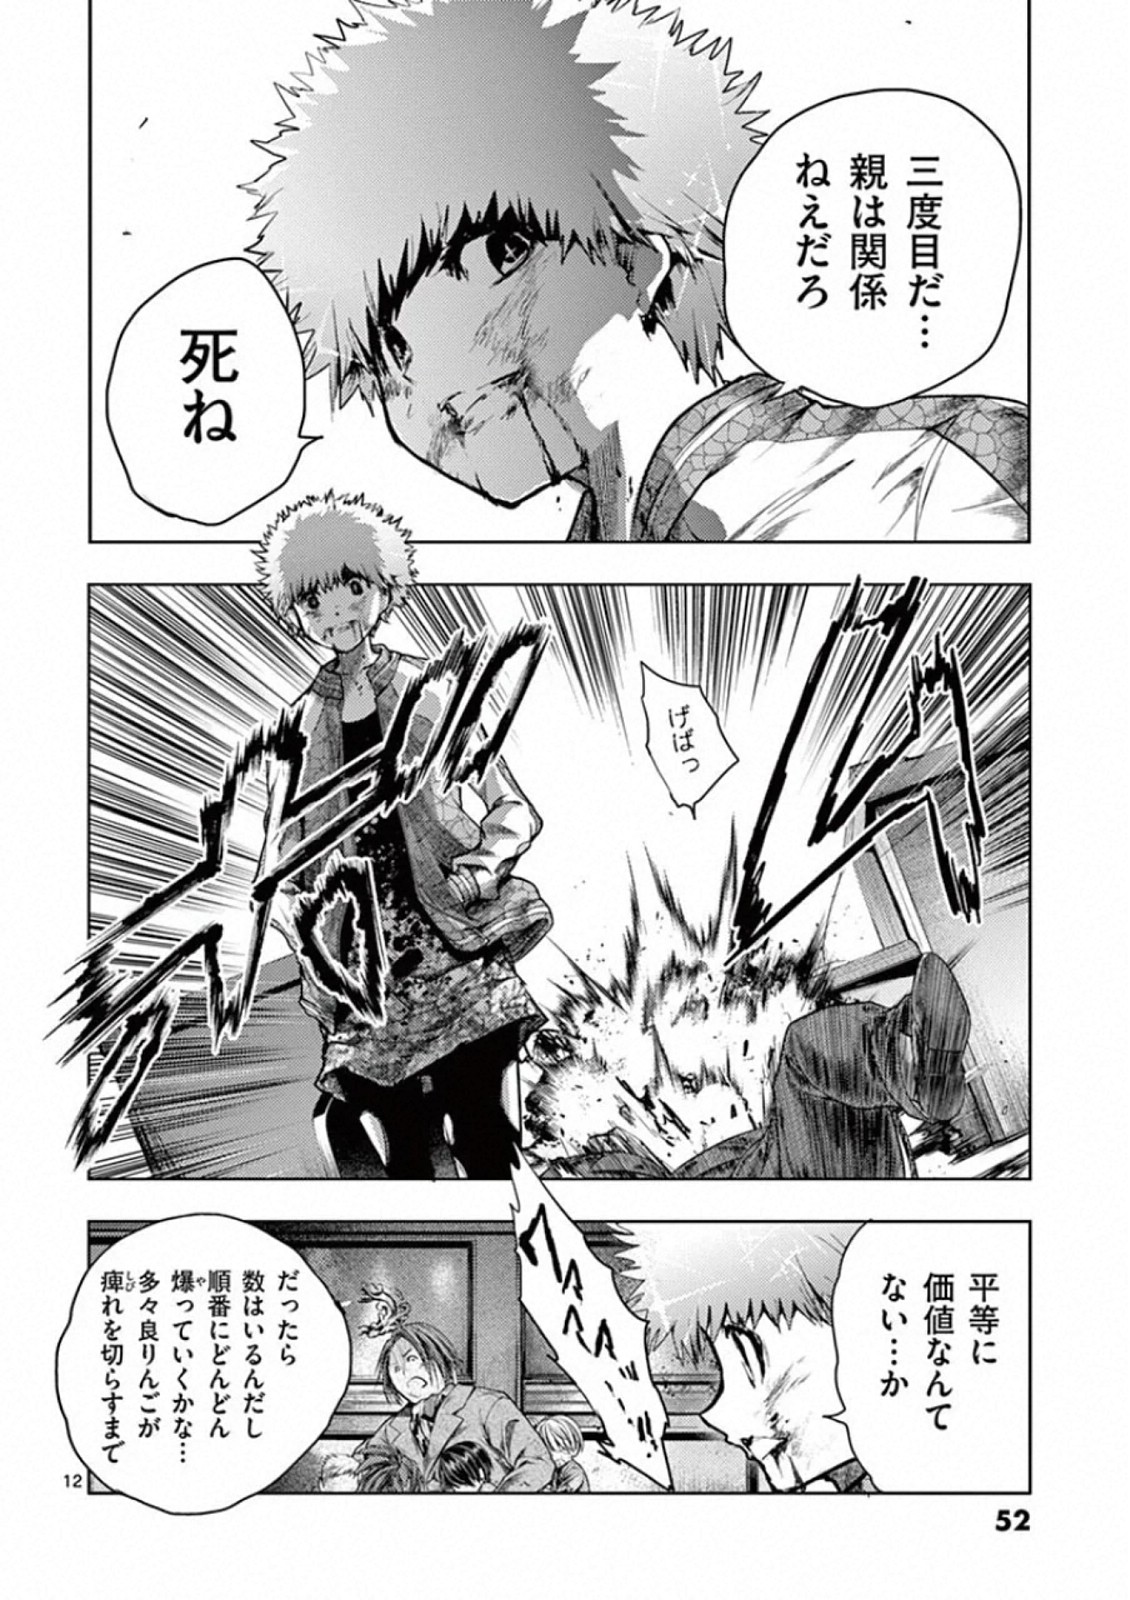 三度目だ…
親は関係
ねえだろ
死ね
げばっ
平等に
価値なんて
ない…か
だったら
数はいるんだし
順番にどんどん
爆っていくかな…
多々良りんごが
痺れを切らすまで
12
52